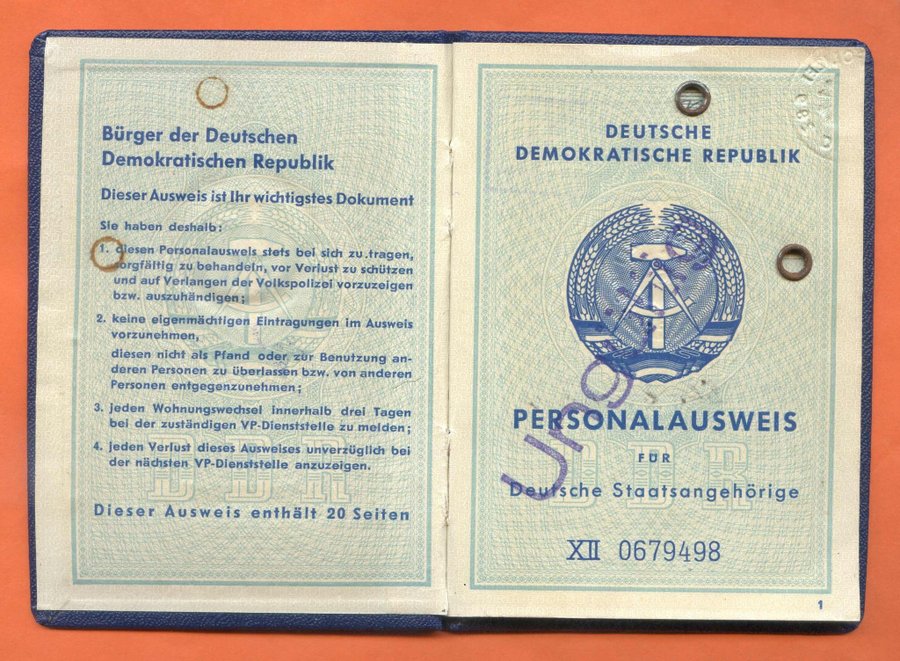 Bürger der Deutschen
Demokratischen Republik
Dieser Ausweis ist Ihr wichtigstes Dokument
Sie haben deshalb:
1. diesen Personalausweis stets bei sich zu tragen,
sorgfältig zu behandeln, vor Verlust zu schützen
und auf Verlangen der Volkspolizei vorzuzeigen
bzw. auszuhändigen;
2. keine eigenmächtigen Eintragungen im Ausweis
vorzunehmen,
diesen nicht als Pfand oder zur Benutzung an-
deren Personen zu überlassen bzw. von anderen
Personen entgegenzunehmen;
3. jeden Wohnungswechsel innerhalb drei Tagen
bei der zuständigen VP-Dienststelle zu melden;
4. jeden Verlust dieses Ausweises unverzüglich bei
der nächsten VP-Dienststelle anzuzeigen.
DDR
Dieser Ausweis enthält 20 Seiten
DEUTSCHE
DEMOKRATISCHE REPUBLIK
Ung
PERSONALAUSWEIS
FÜR
DDR
Deutsche Staatsangehörige
XII 0679498
1